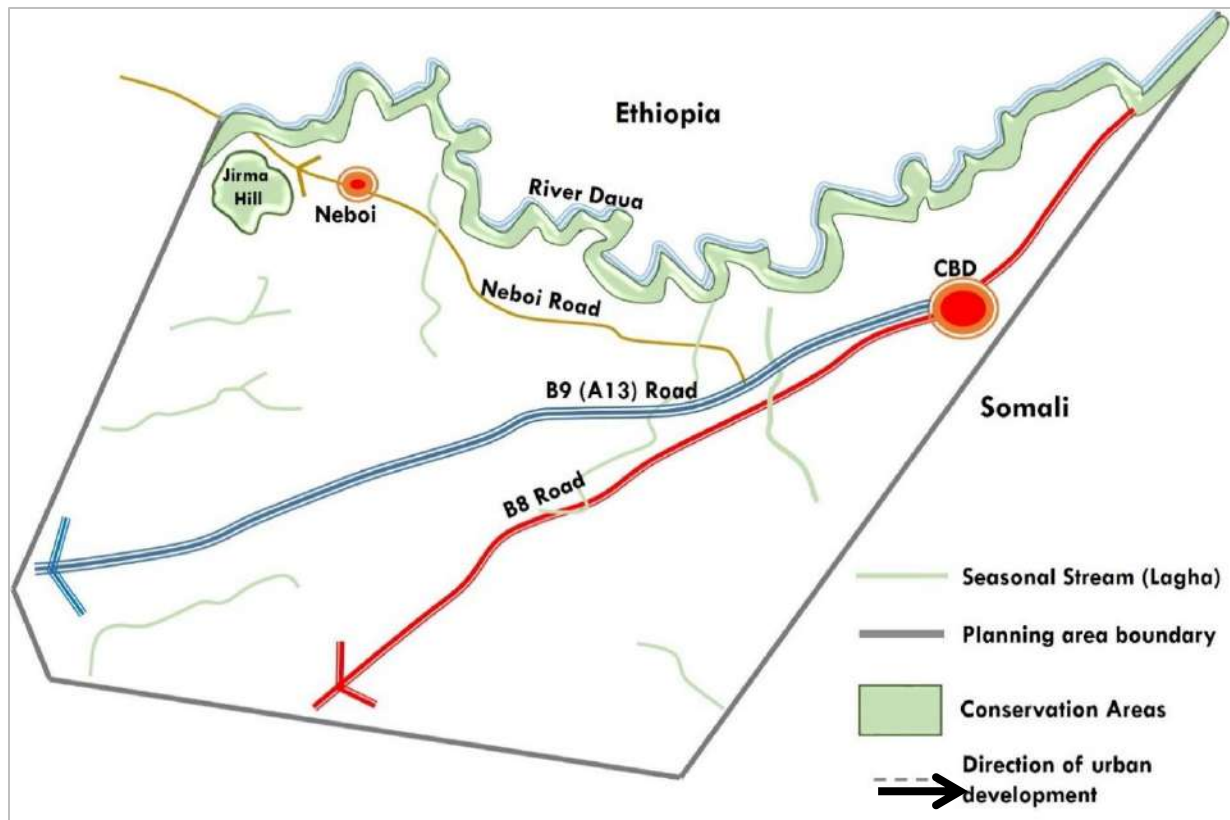 Ethiopia
Jirma
Hill
Neboi
River Daua
CBD
Neboi Road
B9 (A13) Road
Somali
B8 Road
Seasonal Stream (Lagha)
Planning area boundary
Conservation Areas
Direction of urban
development